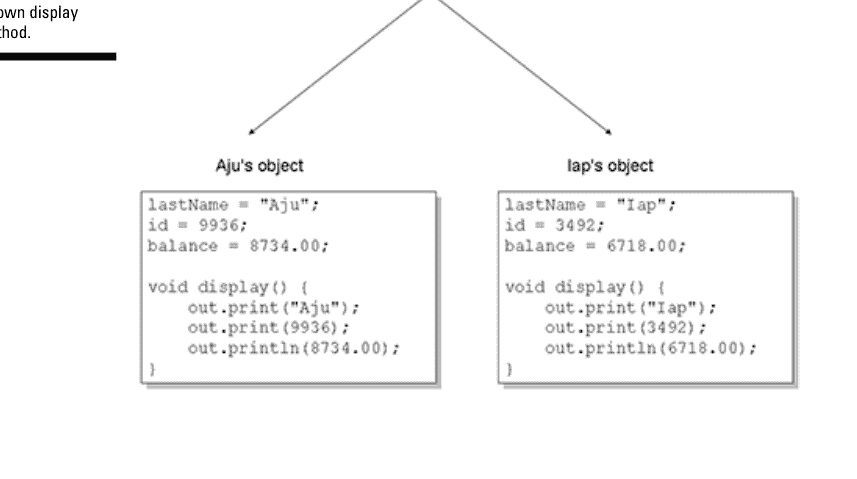 own display
thod.
Aju's object
lastName = "Aju";
id = 9936;
balance = 8734.00;
void display() {
out.print("Aju");
out.print(9936);
out.println(8734.00);
}
Iap's object
lastName = "Iap";
id = 3492;
balance = 6718.00;
void display() {
out.print("Iap");
out.print(3492);
out.println(6718.00);
}